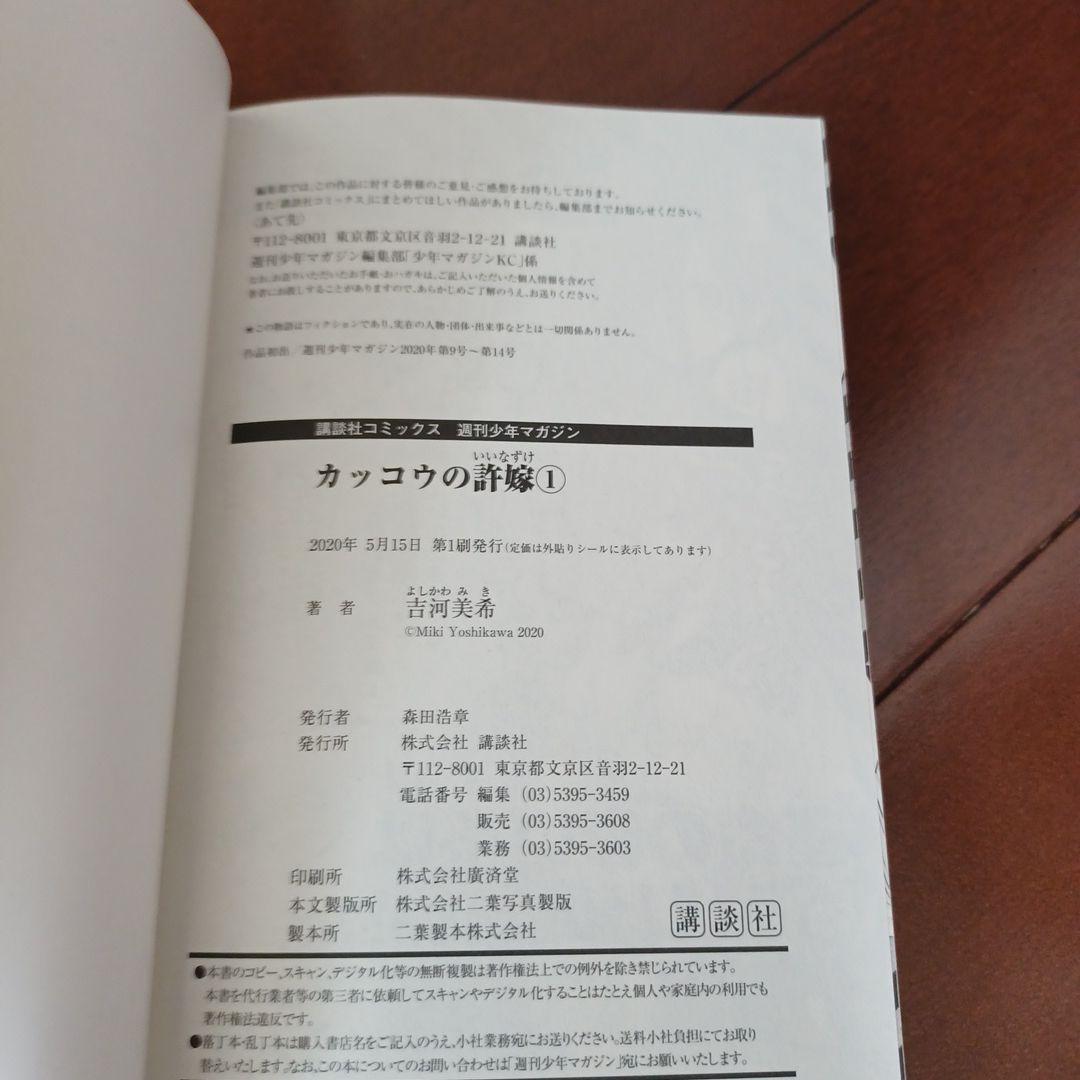 編集部では、この作品に対する皆様のご意見・ご感想をお待ちしております。
また「講談社コミックス」にまとめてほしい作品がありましたら、編集部までお知らせください。
〈あて先〉
〒112-8001 東京都文京区音羽2-12-21 講談社
週刊少年マガジン編集部「少年マガジンKC」係
なお、お送りいただいたお手紙・おハガキは、ご記入いただいた個人情報を含めて
著者にお渡しすることがありますので、あらかじめご了解のうえ、お送りください。
★この物語はフィクションであり、実在の人物・団体・出来事などとは一切関係ありません。
作品初出/週刊少年マガジン2020年第9号～第14号
講談社コミックス 週刊少年マガジン
いいなずけ
カッコウの許嫁①
2020年 5月15日 第1刷発行(定価は外貼りシールに表示してあります)
よしかわ み き
著者 吉河美希
©Miki Yoshikawa 2020
発行者 森田浩章
発行所 株式会社 講談社
〒112-8001 東京都文京区音羽2-12-21
電話番号 編集 (03)5395-3459
販売 (03)5395-3608
業務 (03)5395-3603
印刷所 株式会社廣済堂
本文製版所 株式会社二葉写真製版
製本所 二葉製本株式会社
講談社
●本書のコピー、スキャン、デジタル化等の無断複製は著作権法上での例外を除き禁じられています。
本書を代行業者等の第三者に依頼してスキャンやデジタル化することはたとえ個人や家庭内の利用でも
著作権法違反です。
●落丁本・乱丁本は購入書店名をご記入のうえ、小社業務宛にお送りください。送料小社負担にてお取り
替えいたします。なお、この本についてのお問い合わせは「週刊少年マガジン」宛にお願いいたします。